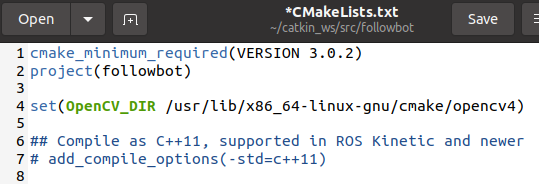 Open
*CMakeLists.txt
~/catkin_ws/src/followbot
Save
1 cmake_minimum_required(VERSION 3.0.2)
2 project(followbot)
3
4 set(OpenCV_DIR /usr/lib/x86_64-linux-gnu/cmake/opencv4)
5
6 ## Compile as C++11, supported in ROS Kinetic and newer
7 # add_compile_options(-std=c++11)
8